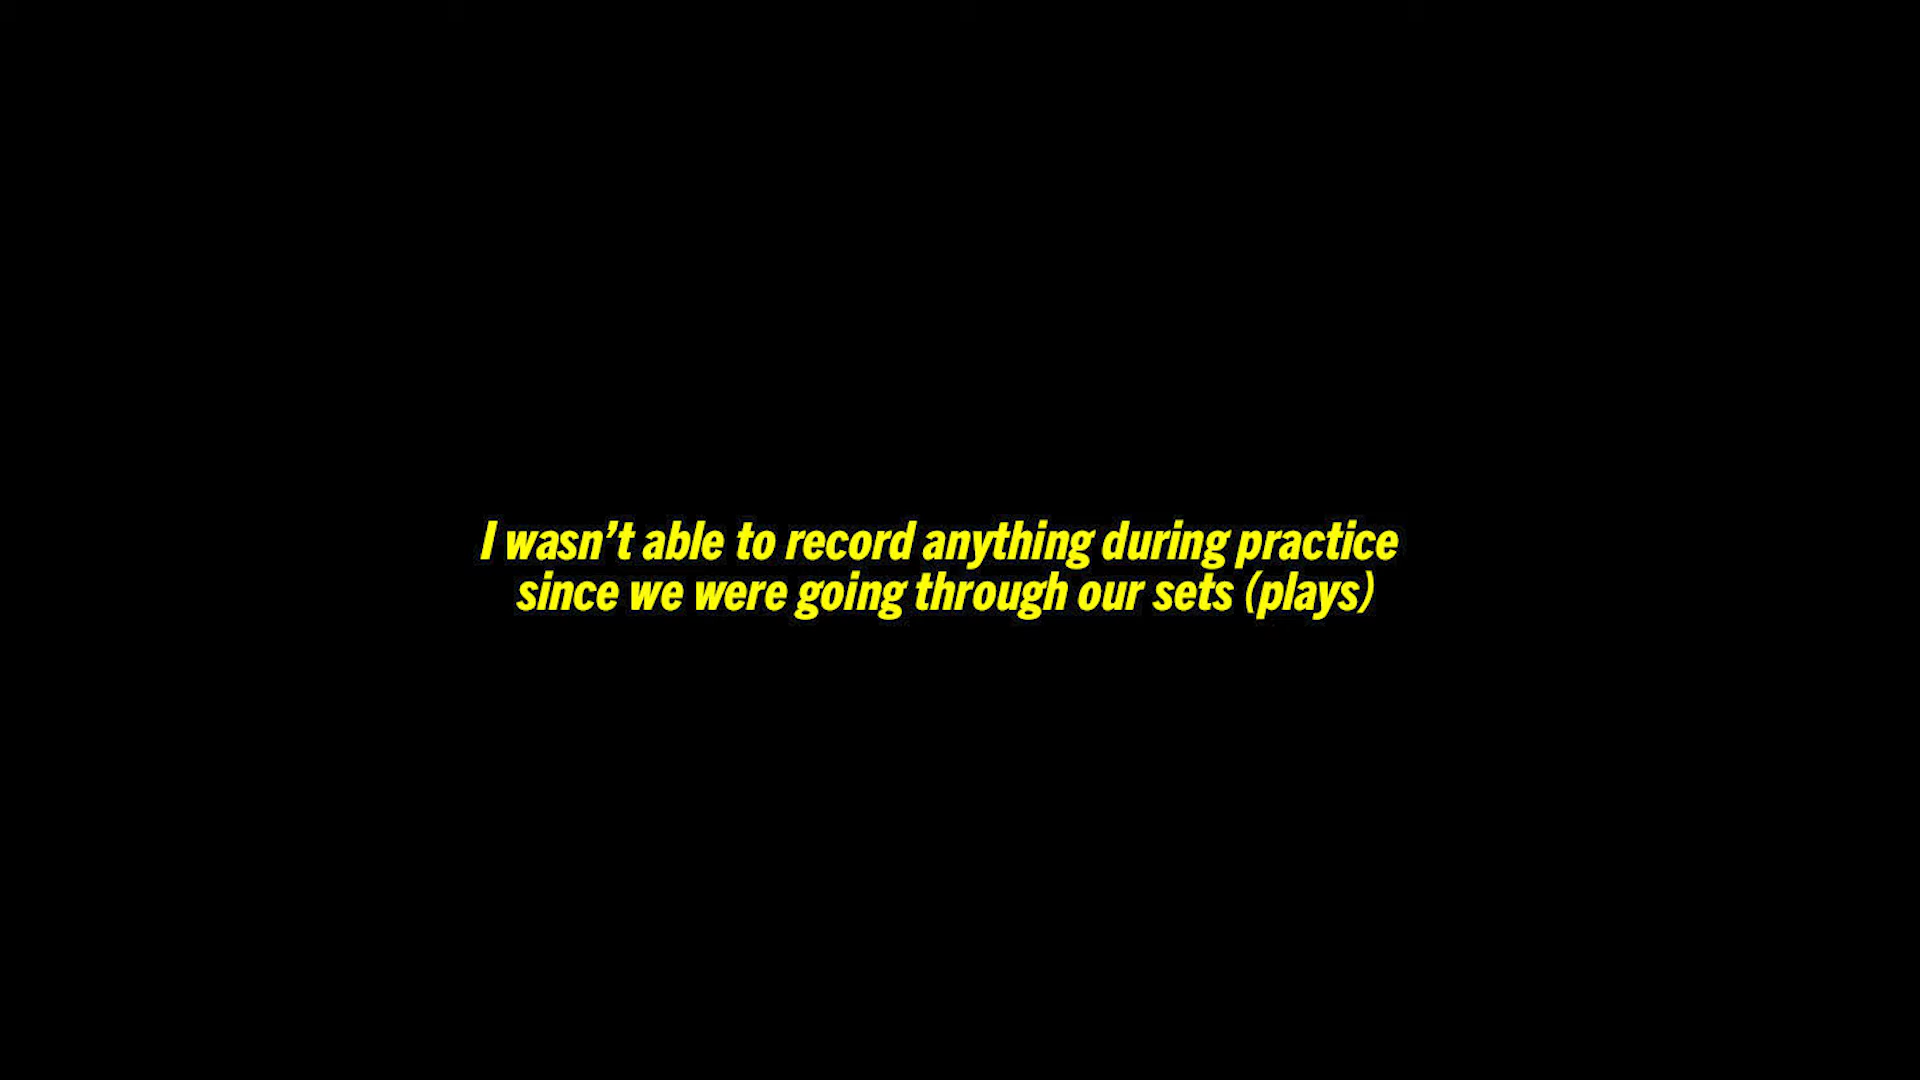 I wasn’t able to record anything during practice
since we were going through our sets (plays)